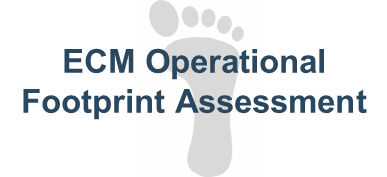 ECM Operational
Footprint Assessment